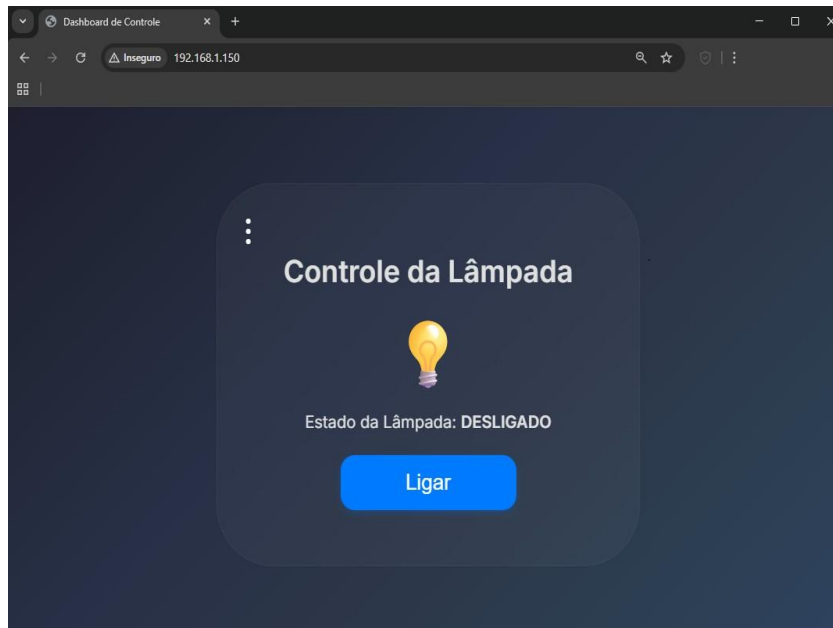 Dashboard de Controle
Inseguro 192.168.1.150
Controle da Lâmpada
Estado da Lâmpada: DESLIGADO
Ligar